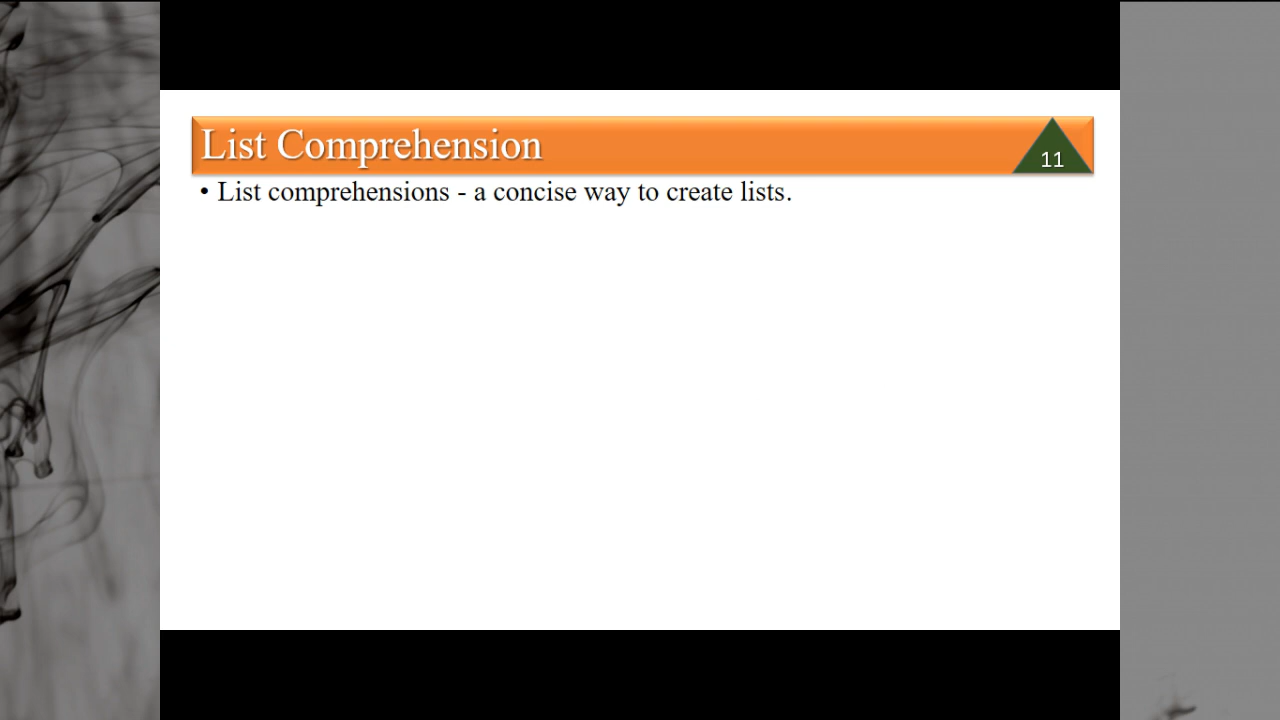 List Comprehension
11
• List comprehensions - a concise way to create lists.